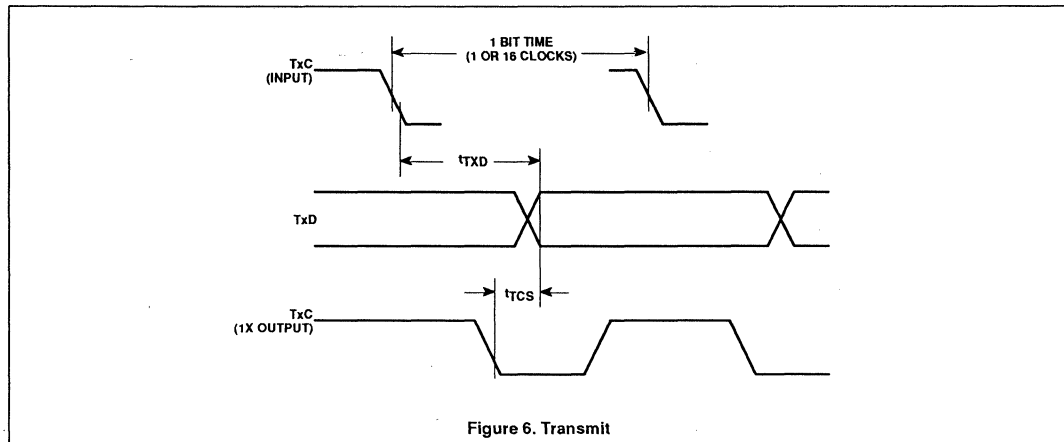 1 BIT TIME
(1 OR 16 CLOCKS)
TxC
(INPUT)
tTXD
TxD
tTCS
TxC
(1X OUTPUT)
Figure 6. Transmit